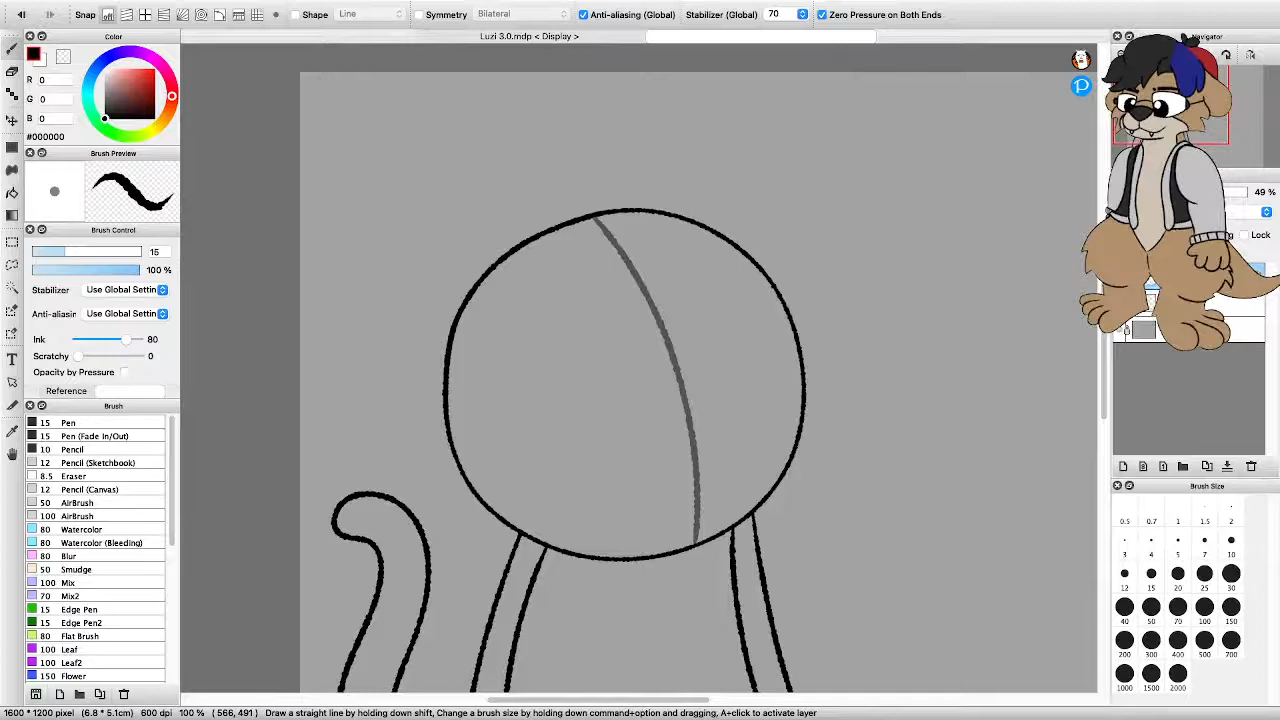 Snap Shape Line Symmetry Bilateral Anti-aliasing (Global) Stabilizer (Global) 70 Zero Pressure on Both Ends
Color
Luzi 3.0.mdp < Display >
Navigator
R 0
G 0
B 0
#000000
Brush Preview
49 %
Lock
Brush Control
15
100 %
Stabilizer Use Global Settin
Anti-aliasin Use Global Settin
Ink 80
Scratchy 0
Opacity by Pressure
Reference
Brush
15 Pen
15 Pen (Fade In/Out)
10 Pencil
12 Pencil (Sketchbook)
8.5 Eraser
12 Pencil (Canvas)
50 AirBrush
100 AirBrush
80 Watercolor
80 Watercolor (Bleeding)
80 Blur
50 Smudge
100 Mix
70 Mix2
15 Edge Pen
15 Edge Pen2
80 Flat Brush
100 Leaf
100 Leaf2
150 Flower
Brush Size
0.5 0.7 1 1.5 2
3 4 5 7 10
12 15 20 25 30
40 50 70 100 150
200 300 400 500 700
1000 1500 2000
1600 * 1200 pixel (6.8 * 5.1cm) 600 dpi 100 % ( 566, 491 ) Draw a straight line by holding down shift, Change a brush size by holding down command+option and dragging, A+click to activate layer